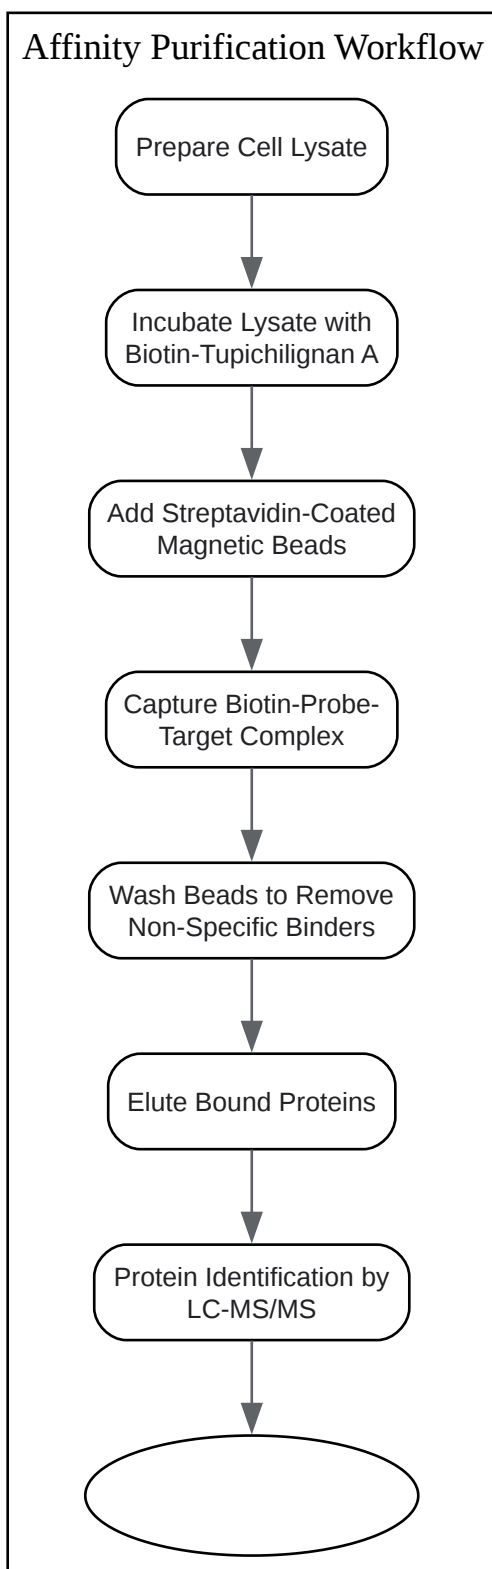 Affinity Purification Workflow
Prepare Cell Lysate
Incubate Lysate with
Biotin-Tupichilignan A
Add Streptavidin-Coated
Magnetic Beads
Capture Biotin-Probe-
Target Complex
Wash Beads to Remove
Non-Specific Binders
Elute Bound Proteins
Protein Identification by
LC-MS/MS